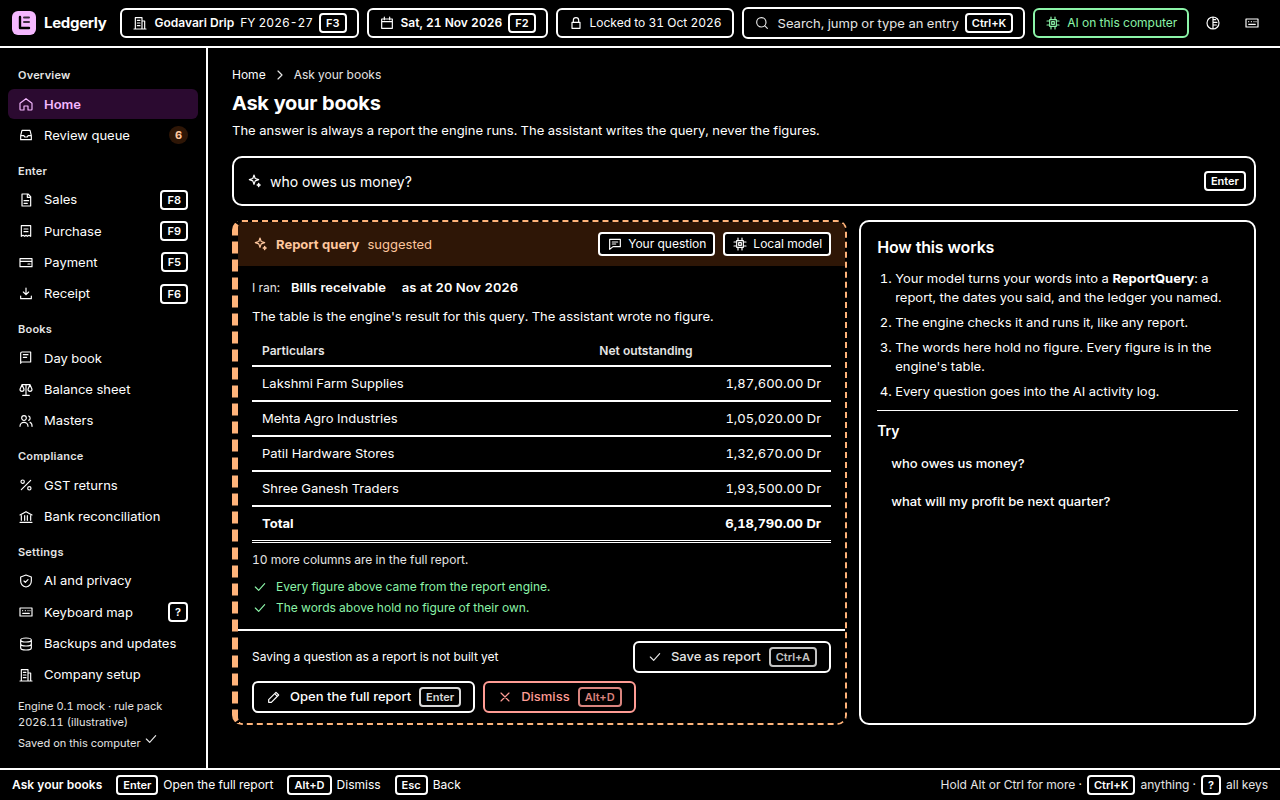 Ledgerly
Godavari Drip FY 2026-27 F3
Sat, 21 Nov 2026 F2
Locked to 31 Oct 2026
Search, jump or type an entry Ctrl+K
AI on this computer
Overview
Home
Review queue 6
Enter
Sales F8
Purchase F9
Payment F5
Receipt F6
Books
Day book
Balance sheet
Masters
Compliance
GST returns
Bank reconciliation
Settings
AI and privacy
Keyboard map ?
Backups and updates
Company setup
Engine 0.1 mock · rule pack
2026.11 (illustrative)
Saved on this computer
Home Ask your books
Ask your books
The answer is always a report the engine runs. The assistant writes the query, never the figures.
who owes us money? Enter
Report query suggested Your question Local model
I ran: Bills receivable as at 20 Nov 2026
The table is the engine's result for this query. The assistant wrote no figure.
Particulars Net outstanding
Lakshmi Farm Supplies 1,87,600.00 Dr
Mehta Agro Industries 1,05,020.00 Dr
Patil Hardware Stores 1,32,670.00 Dr
Shree Ganesh Traders 1,93,500.00 Dr
Total 6,18,790.00 Dr
10 more columns are in the full report.
Every figure above came from the report engine.
The words above hold no figure of their own.
Saving a question as a report is not built yet Save as report Ctrl+A
Open the full report Enter Dismiss Alt+D
How this works
1. Your model turns your words into a ReportQuery: a
report, the dates you said, and the ledger you named.
2. The engine checks it and runs it, like any report.
3. The words here hold no figure. Every figure is in the
engine's table.
4. Every question goes into the AI activity log.
Try
who owes us money?
what will my profit be next quarter?
Ask your books Enter Open the full report Alt+D Dismiss Esc Back
Hold Alt or Ctrl for more · Ctrl+K anything · ? all keys